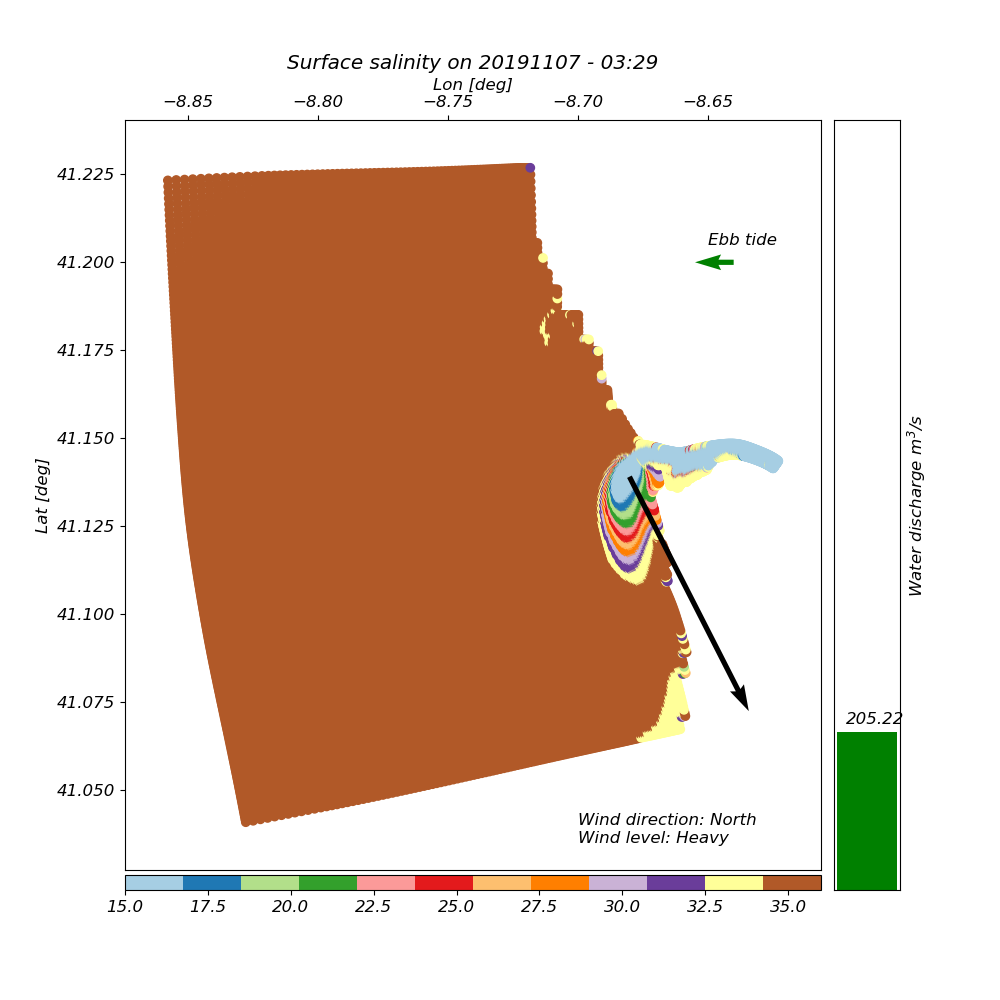 Surface salinity on 20191107 - 03:29
Lon [deg]
−8.85 −8.80 −8.75 −8.70 −8.65
41.225
41.200
41.175
41.150
41.125
41.100
41.075
41.050
Lat [deg]
Ebb tide
Wind direction: North
Wind level: Heavy
15.0 17.5 20.0 22.5 25.0 27.5 30.0 32.5 35.0
205.22
Water discharge m³/s